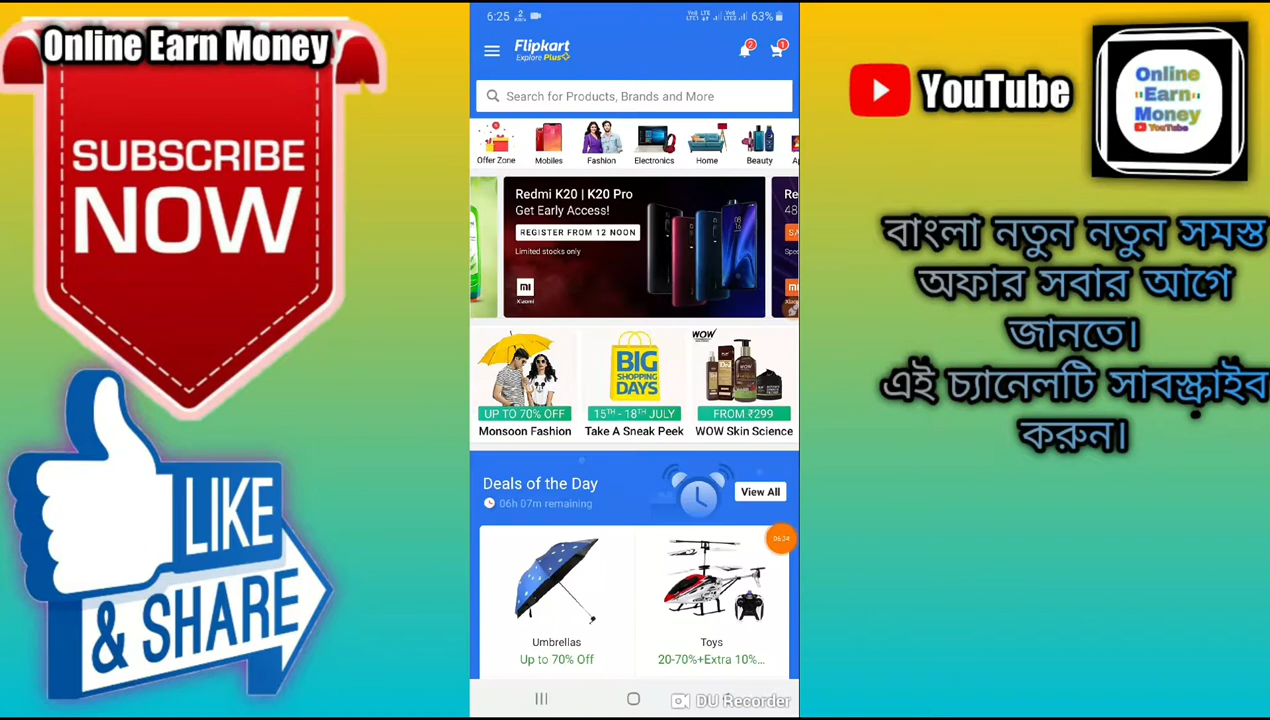 Online Earn Money
SUBSCRIBE
NOW
LIKE
& SHARE
6:25
63%
Flipkart
Explore Plus
2
1
Search for Products, Brands and More
Offer Zone
Mobiles
Fashion
Electronics
Home
Beauty
Redmi K20 | K20 Pro
Get Early Access!
REGISTER FROM 12 NOON
Limited stocks only
mi
Xiaomi
UP TO 70% OFF
Monsoon Fashion
BIG
SHOPPING
DAYS
15TH - 18TH JULY
Take A Sneak Peek
WOW
FROM ₹299
WOW Skin Science
Deals of the Day
06h 07m remaining
View All
Umbrellas
Up to 70% Off
Toys
20-70%+Extra 10%...
DU Recorder
YouTube
Online
Earn
Money
YouTube
বাংলা নতুন নতুন সমস্ত
অফার সবার আগে
জানতে।
এই চ্যানেলটি সাবস্ক্রাইব
করুন।